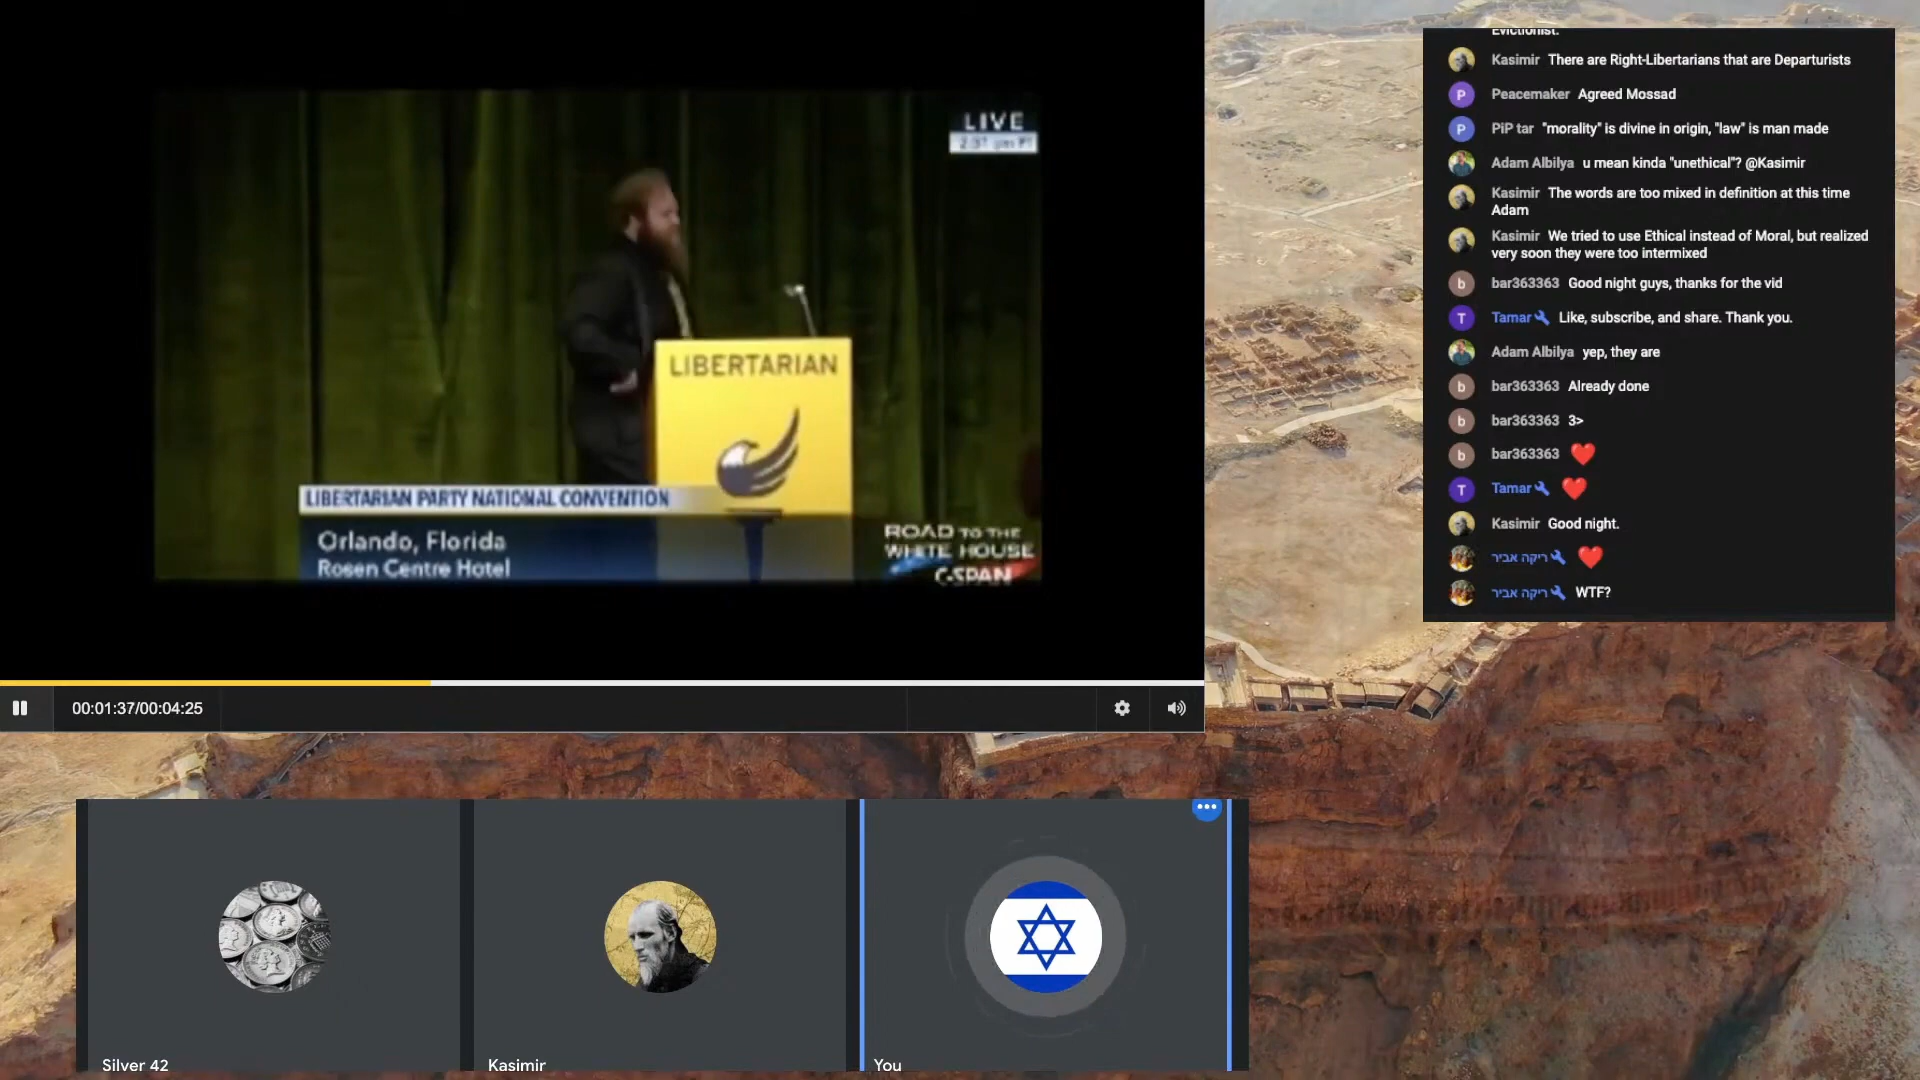 LIVE
LIBERTARIAN
LIBERTARIAN PARTY NATIONAL CONVENTION
Orlando, Florida
Rosen Centre Hotel
ROAD TO THE
WHITE HOUSE
C-SPAN
00:01:37/00:04:25
Evictionist.
Kasimir There are Right-Libertarians that are Departurists
P Peacemaker Agreed Mossad
P PiP tar "morality" is divine in origin, "law" is man made
Adam Albilya u mean kinda "unethical"? @Kasimir
Kasimir The words are too mixed in definition at this time
Adam
Kasimir We tried to use Ethical instead of Moral, but realized
very soon they were too intermixed
b bar363363 Good night guys, thanks for the vid
T Tamar Like, subscribe, and share. Thank you.
Adam Albilya yep, they are
b bar363363 Already done
b bar363363 3>
b bar363363 ❤️
T Tamar ❤️
Kasimir Good night.
ריקה אביר ❤️
ריקה אביר WTF?
Silver 42
Kasimir
You